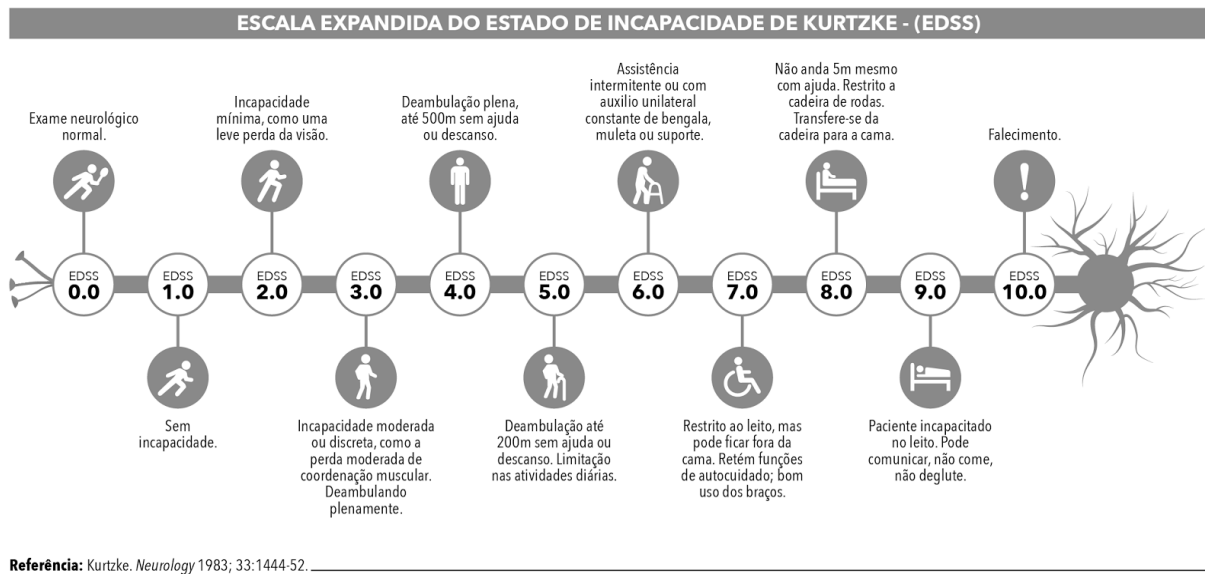 ESCALA EXPANDIDA DO ESTADO DE INCAPACIDADE DE KURTZKE - (EDSS)
Exame neurológico
normal.
Incapacidade
mínima, como uma
leve perda da visão.
Deambulação plena,
até 500m sem ajuda
ou descanso.
Assistência
intermitente ou com
auxilio unilateral
constante de bengala,
muleta ou suporte.
Não anda 5m mesmo
com ajuda. Restrito a
cadeira de rodas.
Transfere-se da
cadeira para a cama.
Falecimento.
EDSS
0.0
EDSS
1.0
EDSS
2.0
EDSS
3.0
EDSS
4.0
EDSS
5.0
EDSS
6.0
EDSS
7.0
EDSS
8.0
EDSS
9.0
EDSS
10.0
Sem
incapacidade.
Incapacidade moderada
ou discreta, como a
perda moderada de
coordenação muscular.
Deambulando
plenamente.
Deambulação até
200m sem ajuda ou
descanso. Limitação
nas atividades diárias.
Restrito ao leito, mas
pode ficar fora da
cama. Retém funções
de autocuidado; bom
uso dos braços.
Paciente incapacitado
no leito. Pode
comunicar, não come,
não deglute.
Referência: Kurtzke. Neurology 1983; 33:1444-52.